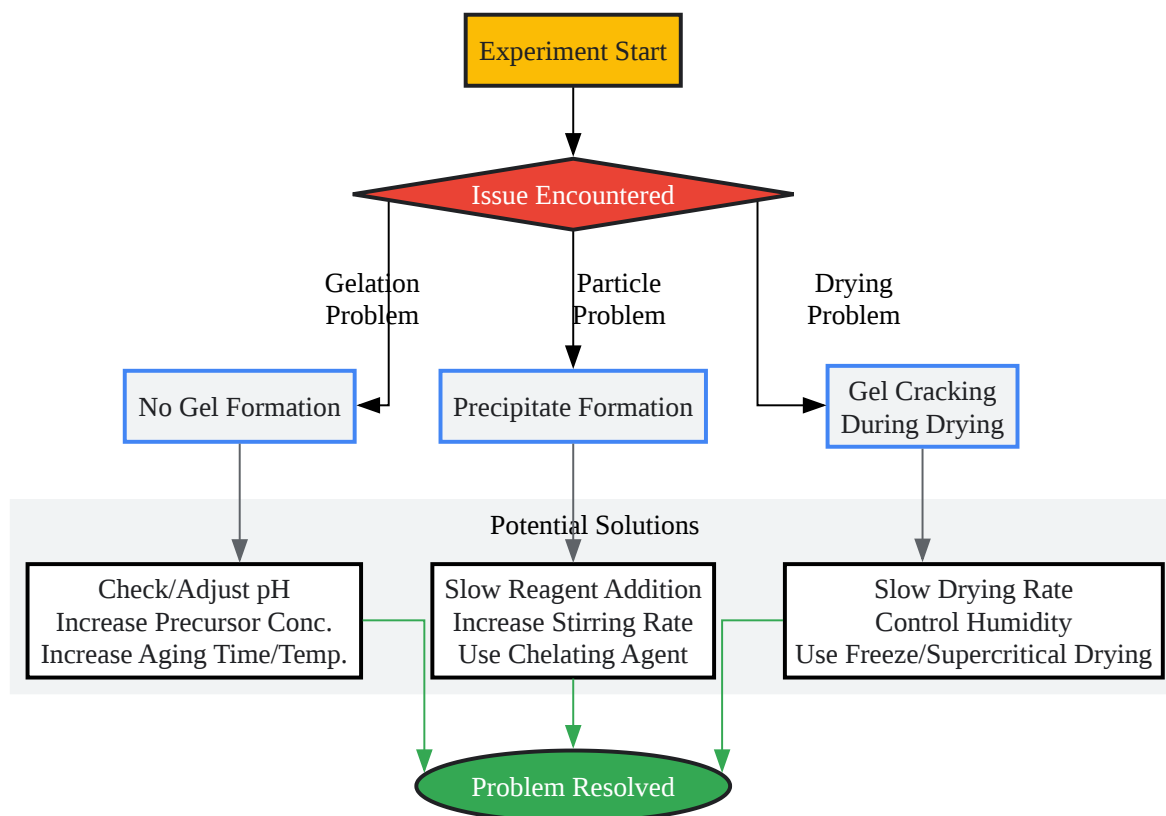 Experiment Start
Issue Encountered
Gelation
Problem
Particle
Problem
Drying
Problem
No Gel Formation
Precipitate Formation
Gel Cracking
During Drying
Potential Solutions
Check/Adjust pH
Increase Precursor Conc.
Increase Aging Time/Temp.
Slow Reagent Addition
Increase Stirring Rate
Use Chelating Agent
Slow Drying Rate
Control Humidity
Use Freeze/Supercritical Drying
Problem Resolved